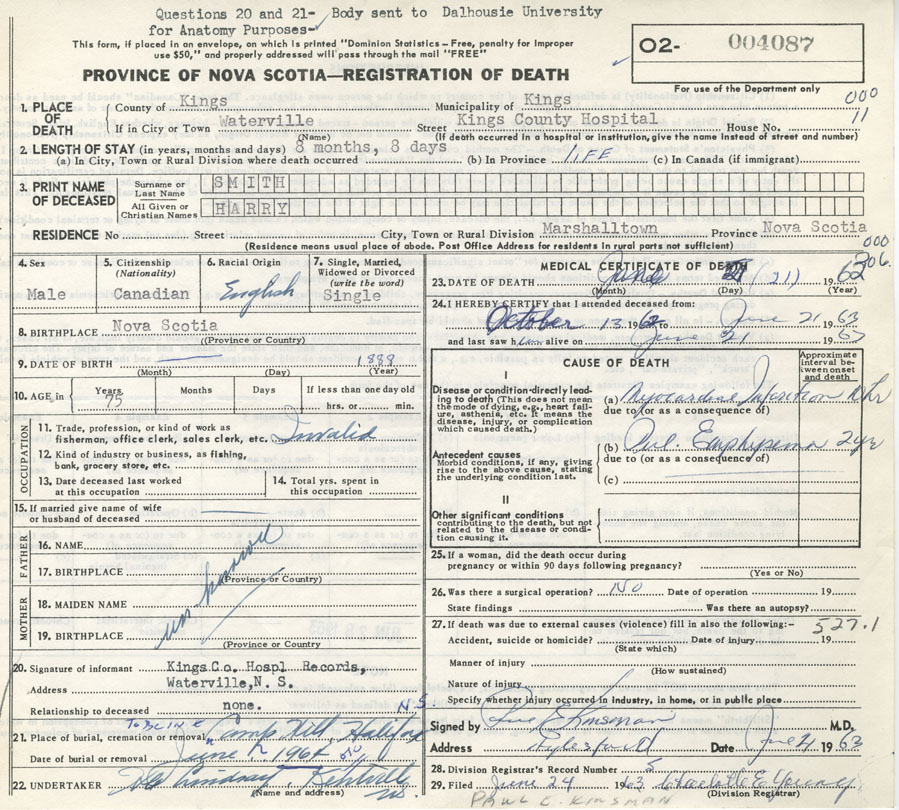 Questions 20 and 21- Body sent to Dalhousie University
for Anatomy Purposes-
This form, if placed in an envelope, on which is printed "Dominion Statistics - Free, penalty for improper
use $50," and properly addressed will pass through the mail "FREE"
O2- 004087
PROVINCE OF NOVA SCOTIA—REGISTRATION OF DEATH
For use of the Department only
000
11
1. PLACE OF DEATH
County of Kings Municipality of Kings
If in City or Town Waterville Street Kings County Hospital House No.
(Name) (If death occurred in a hospital or institution, give the name instead of street and number)
2. LENGTH OF STAY (in years, months and days) 8 months, 8 days
(a) In City, Town or Rural Division where death occurred (b) In Province LIFE (c) In Canada (if immigrant)
3. PRINT NAME OF DECEASED
Surname or Last Name SMITH
All Given or Christian Names HARRY
RESIDENCE No Street City, Town or Rural Division Marshalltown Province Nova Scotia
(Residence means usual place of abode. Post Office Address for residents in rural parts not sufficient)
000
806.
4. Sex
Male
5. Citizenship (Nationality)
Canadian
6. Racial Origin
English
7. Single, Married, Widowed or Divorced (write the word)
Single
8. BIRTHPLACE Nova Scotia
(Province or Country)
9. DATE OF BIRTH 1888
(Month) (Day) (Year)
10. AGE in
Years 75 Months Days If less than one day old
hrs. or min.
OCCUPATION
11. Trade, profession, or kind of work as
fisherman, office clerk, sales clerk, etc. Invalid
12. Kind of industry or business, as fishing,
bank, grocery store, etc.
13. Date deceased last worked
at this occupation
14. Total yrs. spent in
this occupation
15. If married give name of wife
or husband of deceased
FATHER
16. NAME
17. BIRTHPLACE
(Province or Country)
MOTHER
18. MAIDEN NAME
19. BIRTHPLACE
(Province or Country)
20. Signature of informant Kings Co. Hospl Records,
Address Waterville, N. S.
Relationship to deceased none.
N.S.
TO BE IN E
21. Place of burial, cremation or removal Camp Hill, Halifax
Date of burial or removal June
22. UNDERTAKER
(Name and address)
MEDICAL CERTIFICATE OF DEATH
23. DATE OF DEATH June (21) 1962
(Month) (Day) (Year)
24. I HEREBY CERTIFY that I attended deceased from:
October 13 1962 to June 21 1963
and last saw him alive on June 21 1963
CAUSE OF DEATH
Approximate interval between onset and death
I
Disease or condition directly leading to death (This does not mean
the mode of dying, e.g., heart failure, asthenia, etc. It means the
disease, injury, or complication
which caused death.)
(a) Myocardial Infarction
due to (or as a consequence of)
Antecedent causes
Morbid conditions, if any, giving
rise to the above cause, stating
the underlying condition last.
(b) Pul. Emphysema 2 yr
due to (or as a consequence of)
(c)
II
Other significant conditions
contributing to the death, but not
related to the disease or condition causing it.
25. If a woman, did the death occur during
pregnancy or within 90 days following pregnancy?
(Yes or No)
26. Was there a surgical operation? No Date of operation 19
State findings Was there an autopsy?
27. If death was due to external causes (violence) fill in also the following:-
527.1
Accident, suicide or homicide? Date of injury 19
(State which)
Manner of injury
(How sustained)
Nature of injury
Specify whether injury occurred in industry, in home, or in public place
Signed by Kinsman M.D.
Address Aylesford Date June 21 1963
28. Division Registrar's Record Number 5
29. Filed June 24 1963 Charlotte E. Young
(Division Registrar)
PAUL E. KINSMAN